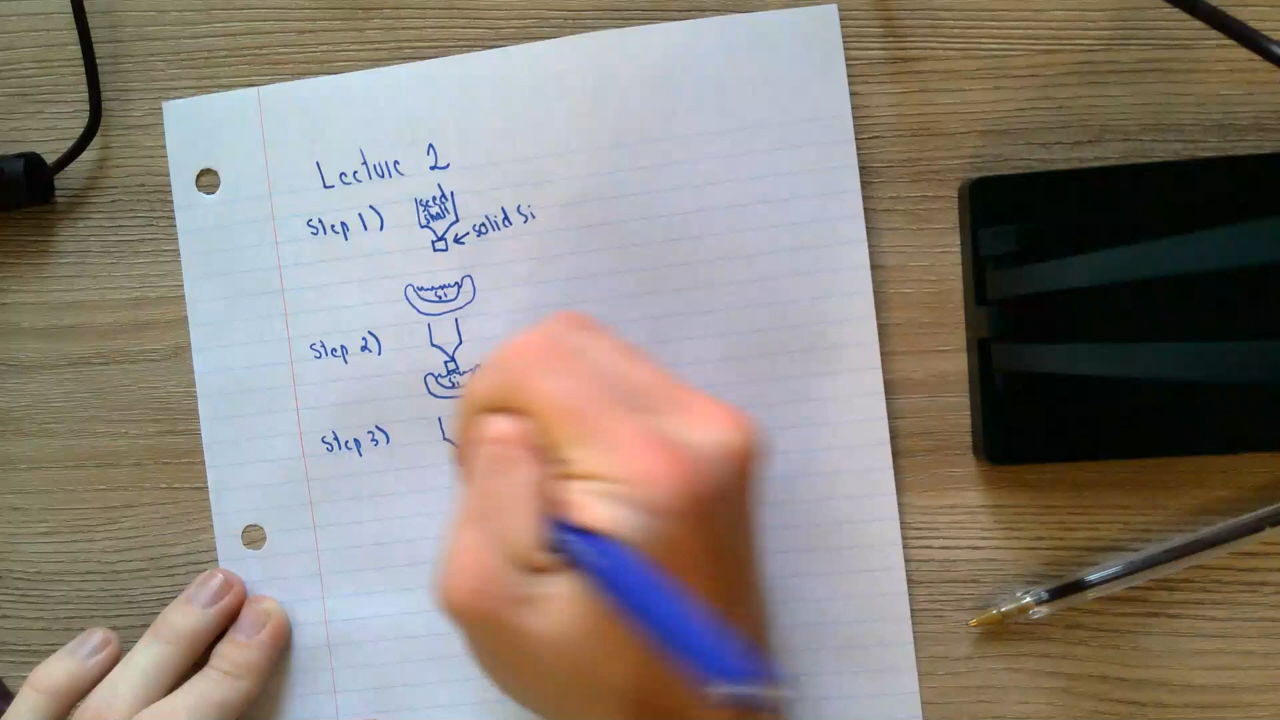 Lecture 2
Step 1)
seed
shaft
solid Si
Si
Step 2)
Si
Step 3)